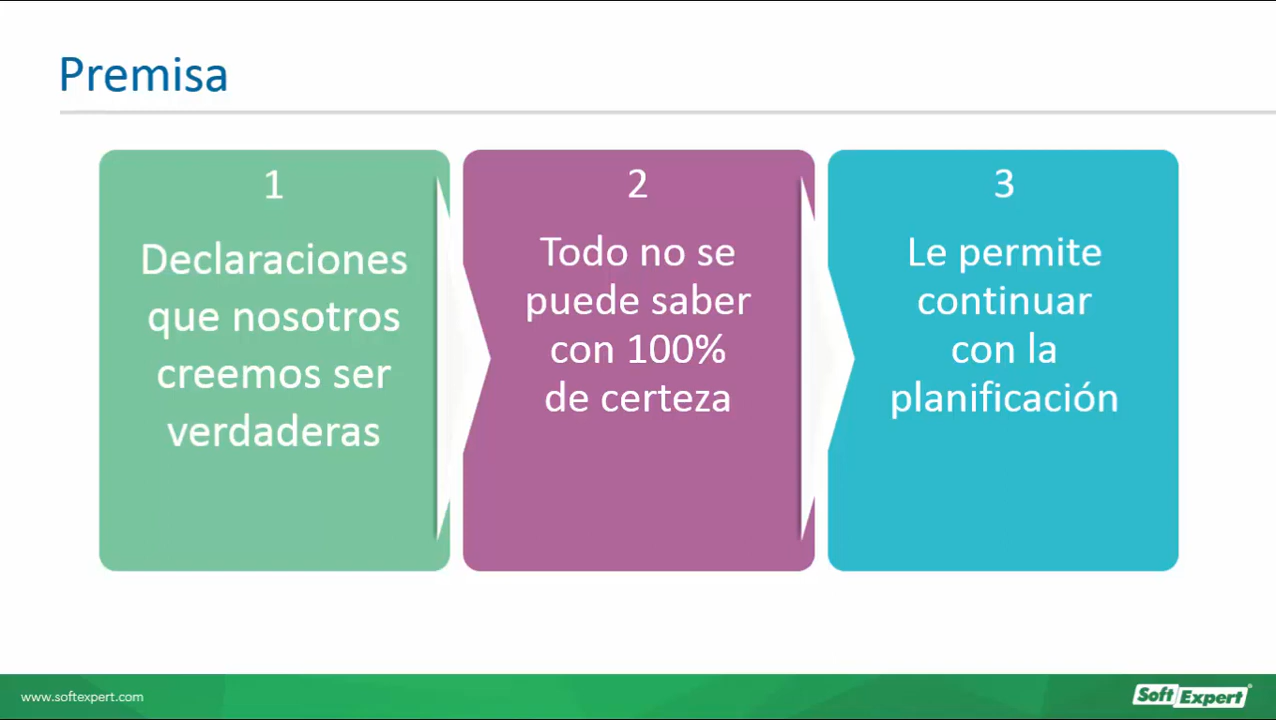 Premisa
1
Declaraciones
que nosotros
creemos ser
verdaderas
2
Todo no se
puede saber
con 100%
de certeza
3
Le permite
continuar
con la
planificación
www.softexpert.com
Soft Expert®